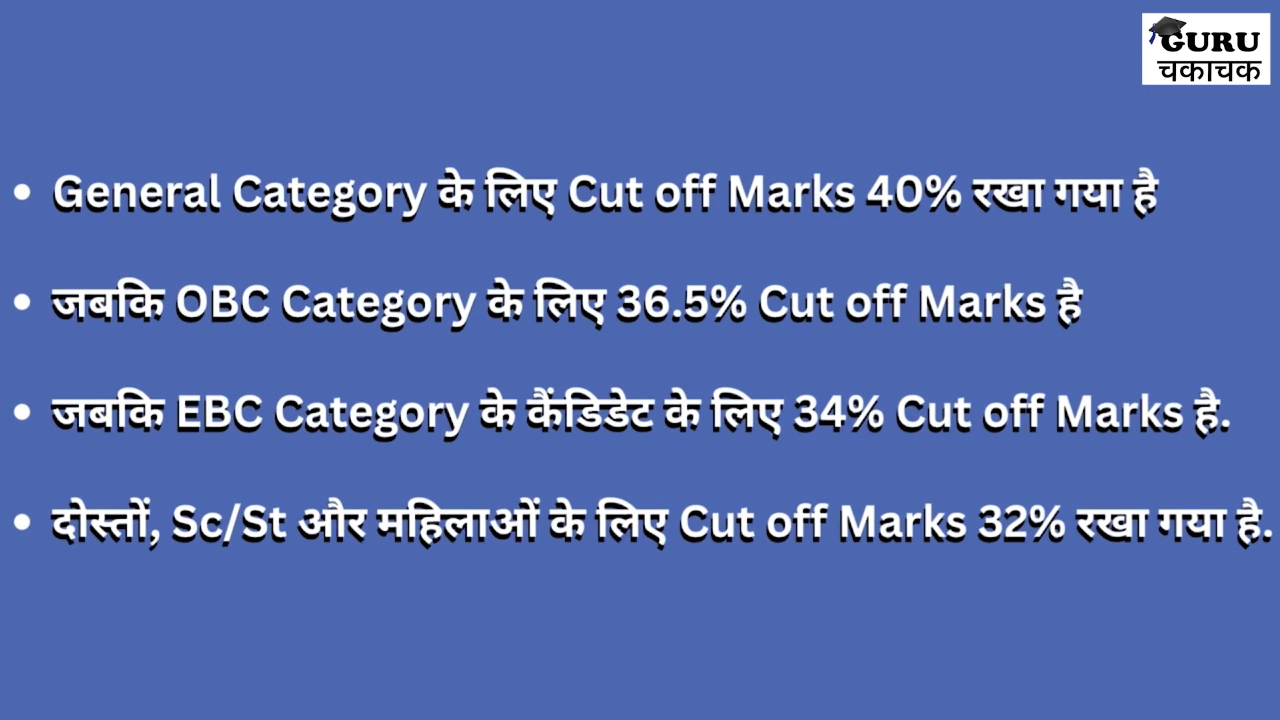 GURU
चकाचक
• General Category के लिए Cut off Marks 40% रखा गया है
• जबकि OBC Category के लिए 36.5% Cut off Marks है
• जबकि EBC Category के कैंडिडेट के लिए 34% Cut off Marks है.
• दोस्तों, Sc/St और महिलाओं के लिए Cut off Marks 32% रखा गया है.